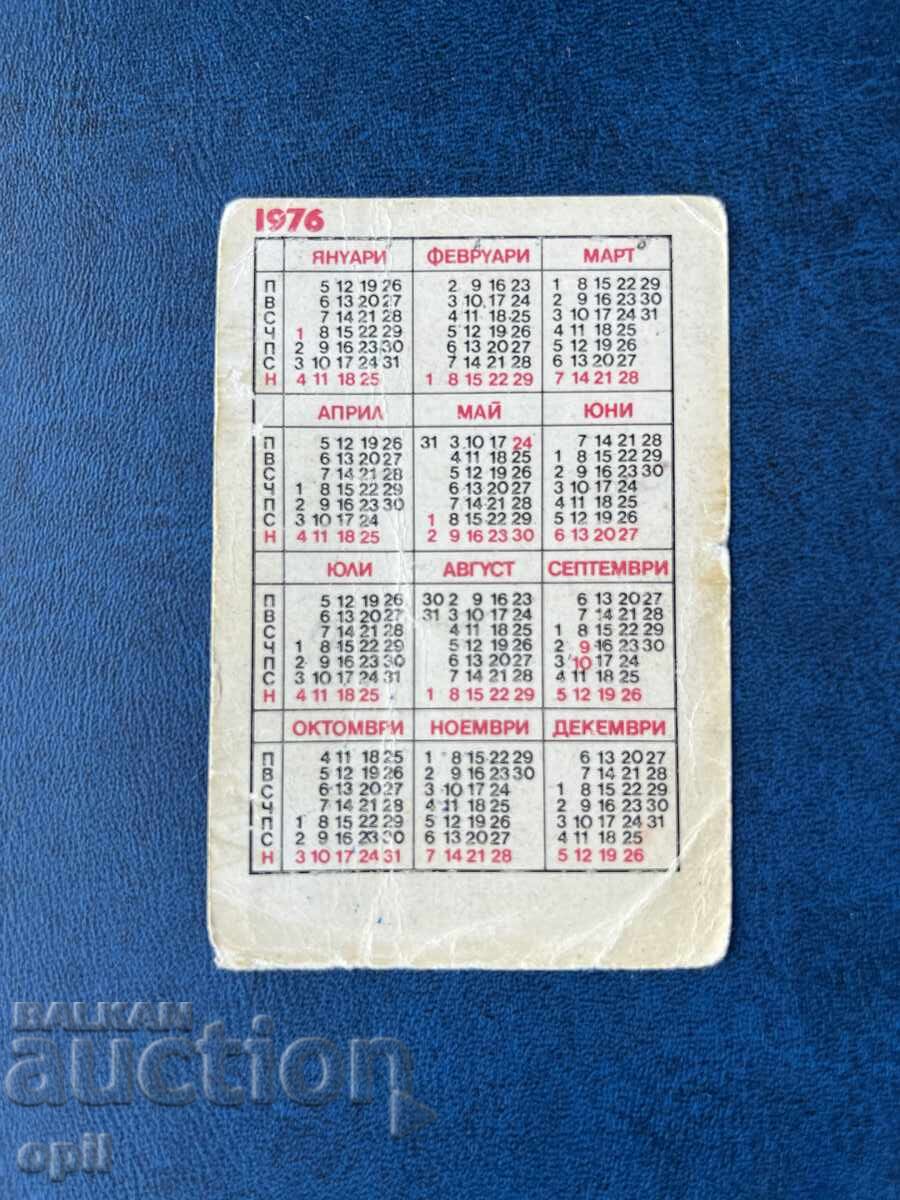 1976
ЯНУАРИ ФЕВРУАРИ МАРТ
П 5 12 19 26 2 9 16 23 1 8 15 22 29
В 6 13 20 27 3 10 17 24 2 9 16 23 30
С 7 14 21 28 4 11 18 25 3 10 17 24 31
Ч 1 8 15 22 29 5 12 19 26 4 11 18 25
П 2 9 16 23 30 6 13 20 27 5 12 19 26
С 3 10 17 24 31 7 14 21 28 6 13 20 27
Н 4 11 18 25 1 8 15 22 29 7 14 21 28
АПРИЛ МАЙ ЮНИ
П 5 12 19 26 31 3 10 17 24 7 14 21 28
В 6 13 20 27 4 11 18 25 1 8 15 22 29
С 7 14 21 28 5 12 19 26 2 9 16 23 30
Ч 1 8 15 22 29 6 13 20 27 3 10 17 24
П 2 9 16 23 30 7 14 21 28 4 11 18 25
С 3 10 17 24 1 8 15 22 29 5 12 19 26
Н 4 11 18 25 2 9 16 23 30 6 13 20 27
ЮЛИ АВГУСТ СЕПТЕМВРИ
П 5 12 19 26 30 2 9 16 23 6 13 20 27
В 6 13 20 27 31 3 10 17 24 7 14 21 28
С 7 14 21 28 4 11 18 25 1 8 15 22 29
Ч 1 8 15 22 29 5 12 19 26 2 9 16 23 30
П 2 9 16 23 30 6 13 20 27 3 10 17 24
С 3 10 17 24 31 7 14 21 28 4 11 18 25
Н 4 11 18 25 1 8 15 22 29 5 12 19 26
ОКТОМВРИ НОЕМВРИ ДЕКЕМВРИ
П 4 11 18 25 1 8 15 22 29 6 13 20 27
В 5 12 19 26 2 9 16 23 30 7 14 21 28
С 6 13 20 27 3 10 17 24 1 8 15 22 29
Ч 7 14 21 28 4 11 18 25 2 9 16 23 30
П 1 8 15 22 29 5 12 19 26 3 10 17 24 31
С 2 9 16 23 30 6 13 20 27 4 11 18 25
Н 3 10 17 24 31 7 14 21 28 5 12 19 26
BALKAN
auction
opil